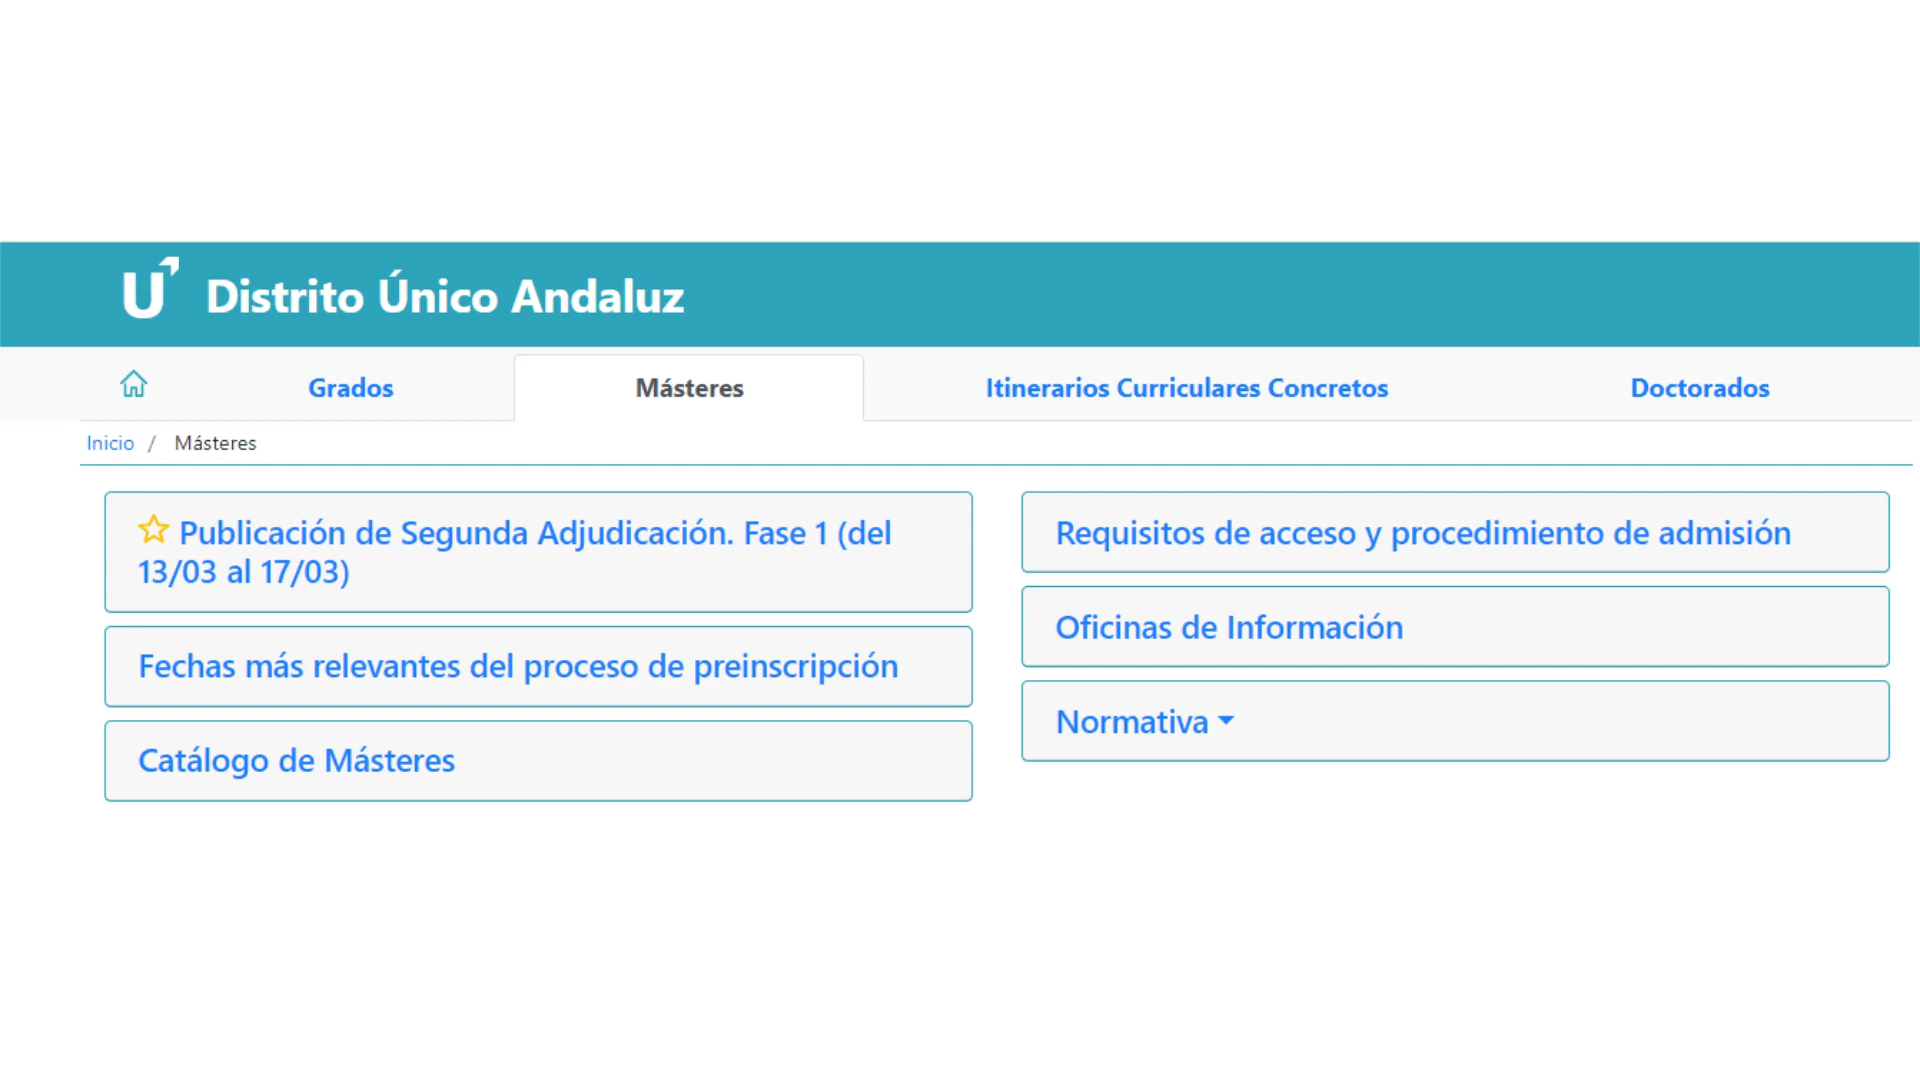 U Distrito Único Andaluz
Grados
Másteres
Itinerarios Curriculares Concretos
Doctorados
Inicio / Másteres
Publicación de Segunda Adjudicación. Fase 1 (del
13/03 al 17/03)
Fechas más relevantes del proceso de preinscripción
Catálogo de Másteres
Requisitos de acceso y procedimiento de admisión
Oficinas de Información
Normativa